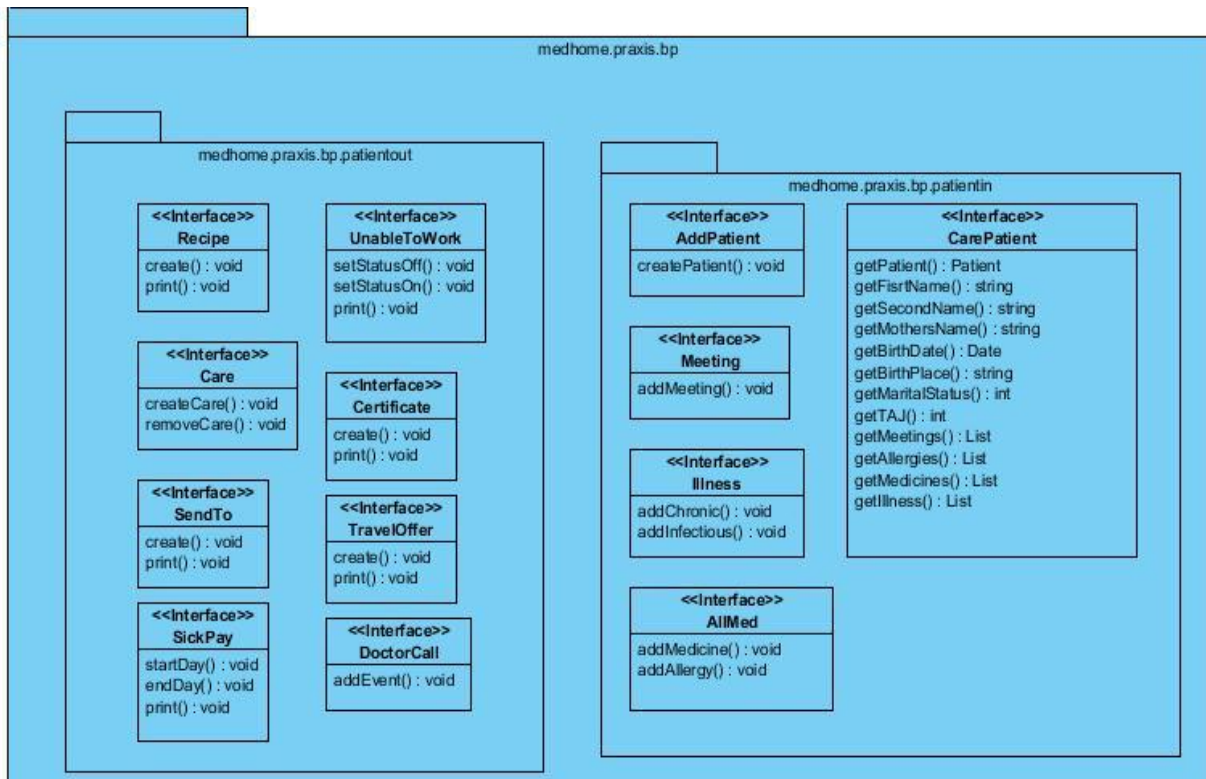 medhome.praxis.bp
medhome.praxis.bp.patientout
<<Interface>>
Recipe
create() : void
print() : void
<<Interface>>
UnableToWork
setStatusOff() : void
setStatusOn() : void
print() : void
<<Interface>>
Care
createCare() : void
removeCare() : void
<<Interface>>
Certificate
create() : void
print() : void
<<Interface>>
SendTo
create() : void
print() : void
<<Interface>>
TravelOffer
create() : void
print() : void
<<Interface>>
SickPay
startDay() : void
endDay() : void
print() : void
<<Interface>>
DoctorCall
addEvent() : void
medhome.praxis.bp.patientin
<<Interface>>
AddPatient
createPatient() : void
<<Interface>>
CarePatient
getPatient() : Patient
getFisrtName() : string
getSecondName() : string
getMothersName() : string
getBirthDate() : Date
getBirthPlace() : string
getMaritalStatus() : int
getTAJ() : int
getMeetings() : List
getAllergies() : List
getMedicines() : List
getIllness() : List
<<Interface>>
Meeting
addMeeting() : void
<<Interface>>
Illness
addChronic() : void
addInfectious() : void
<<Interface>>
AllMed
addMedicine() : void
addAllergy() : void